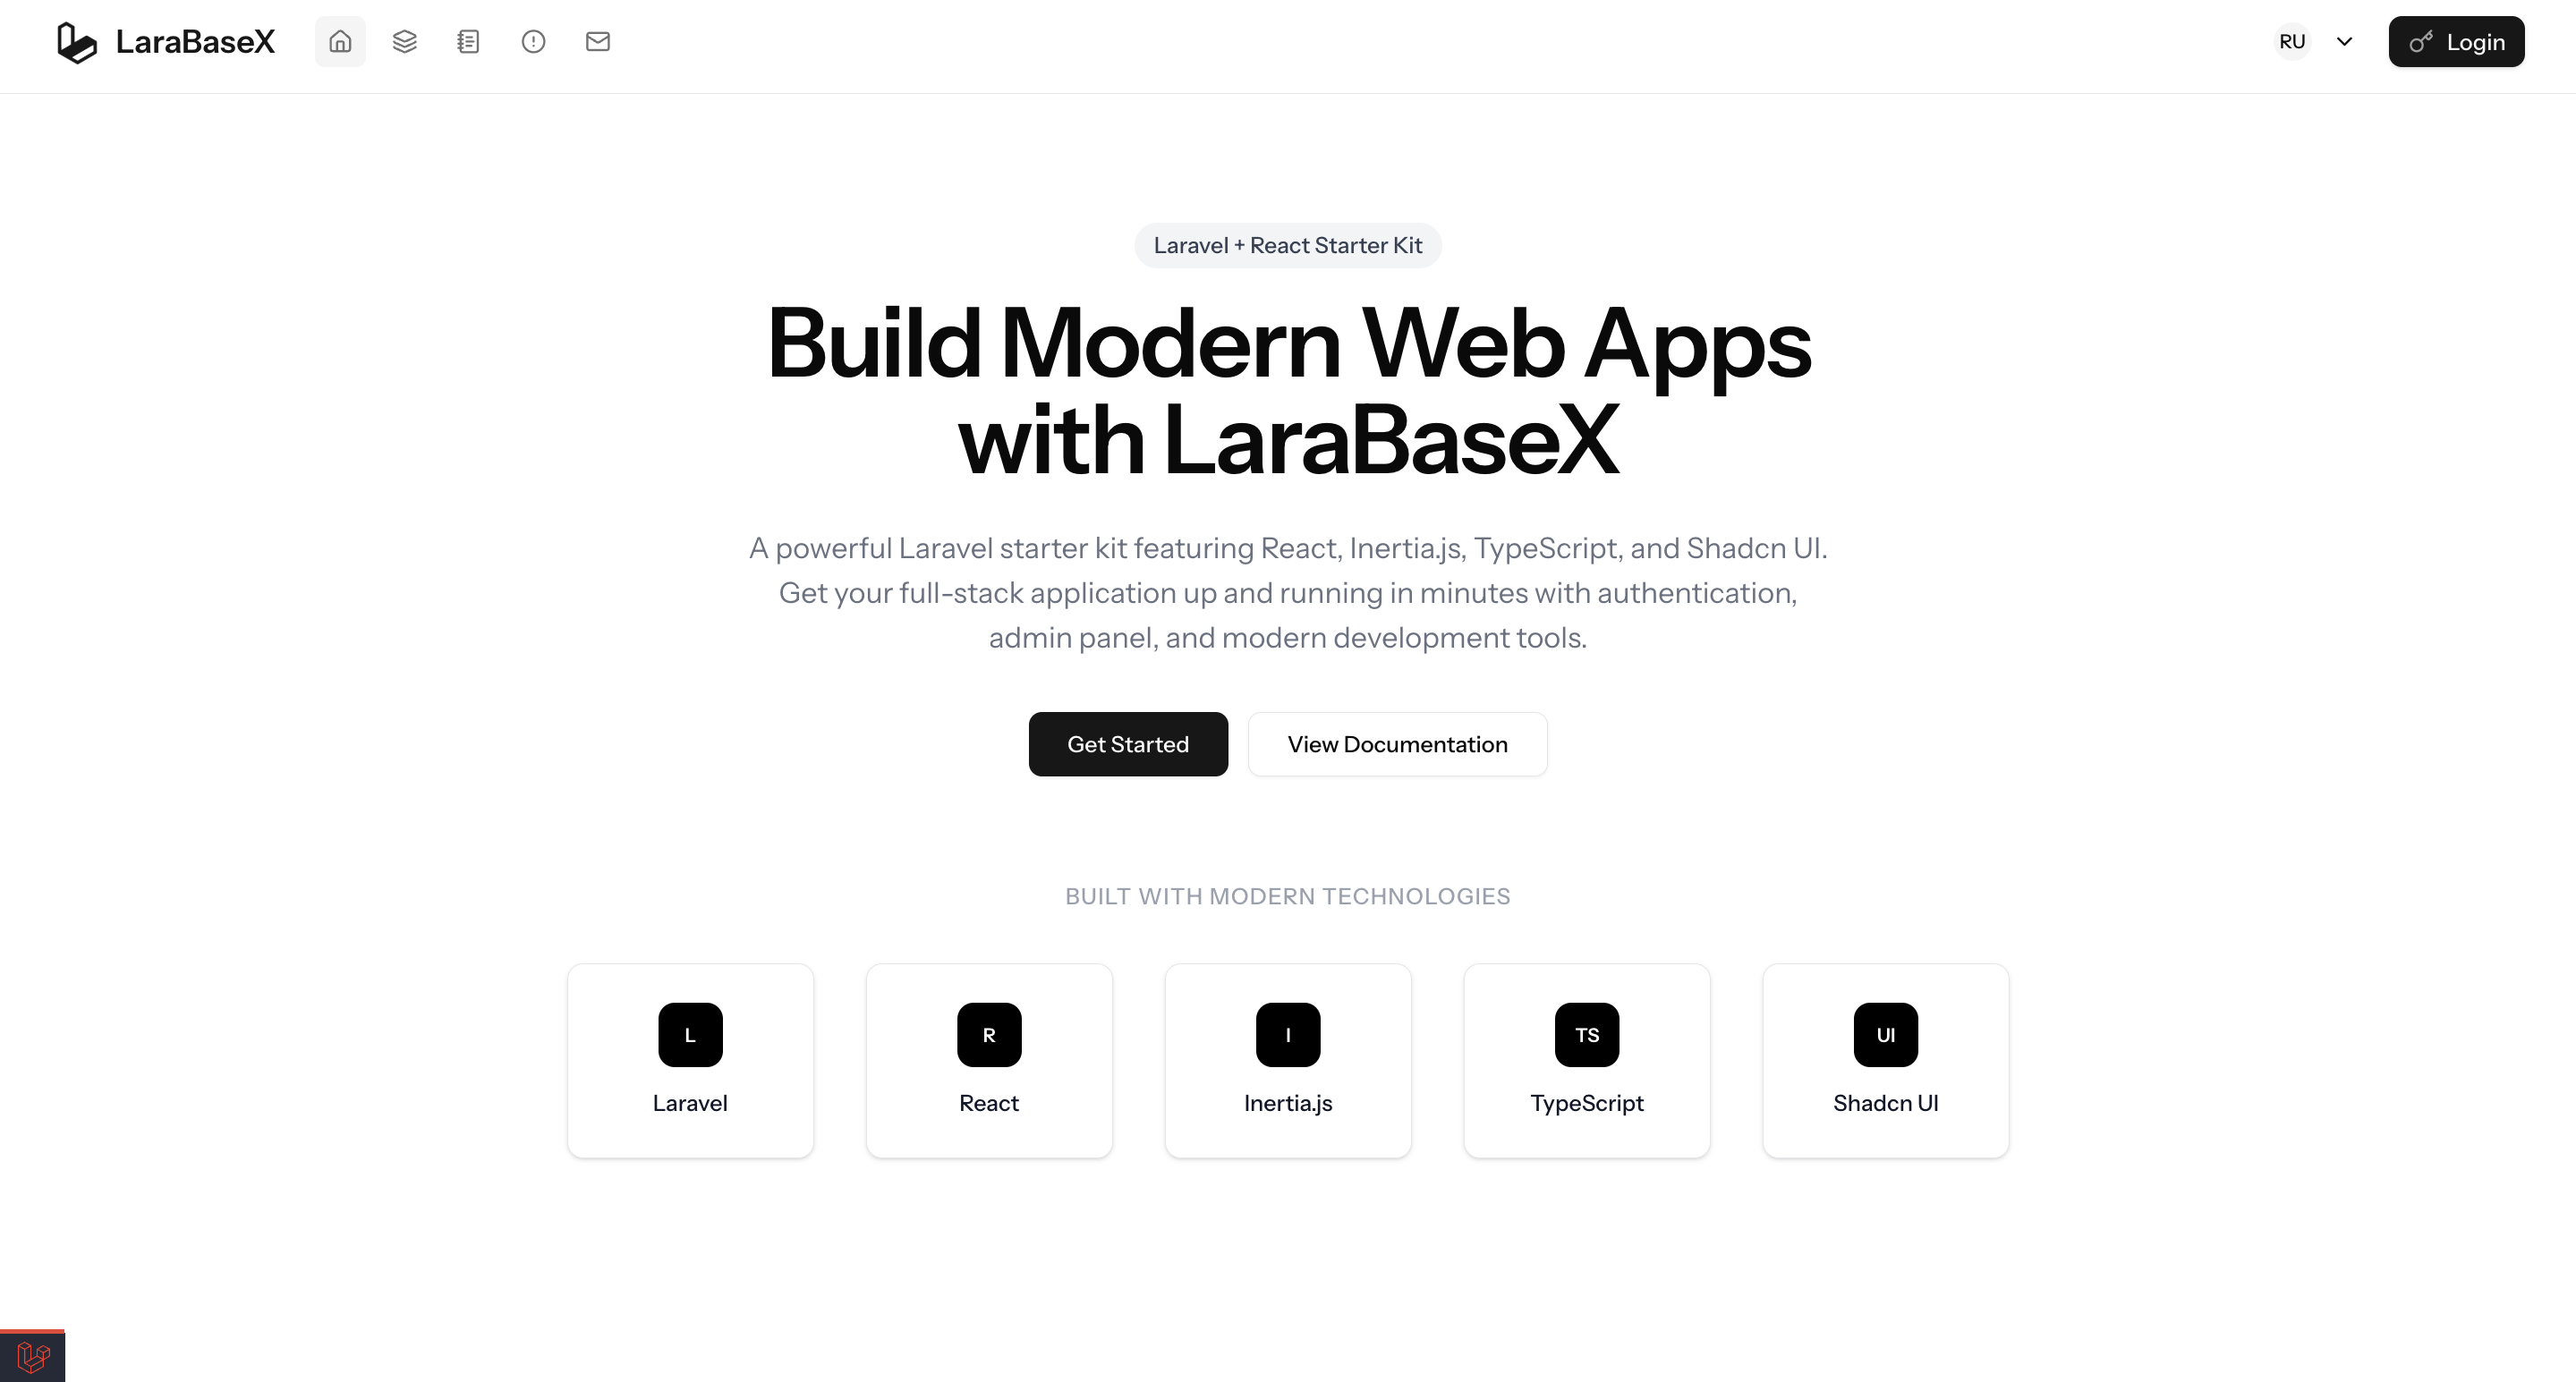 LaraBaseX
RU
Login
Laravel + React Starter Kit
Build Modern Web Apps
with LaraBaseX
A powerful Laravel starter kit featuring React, Inertia.js, TypeScript, and Shadcn UI.
Get your full-stack application up and running in minutes with authentication,
admin panel, and modern development tools.
Get Started
View Documentation
BUILT WITH MODERN TECHNOLOGIES
L
Laravel
R
React
I
Inertia.js
TS
TypeScript
UI
Shadcn UI